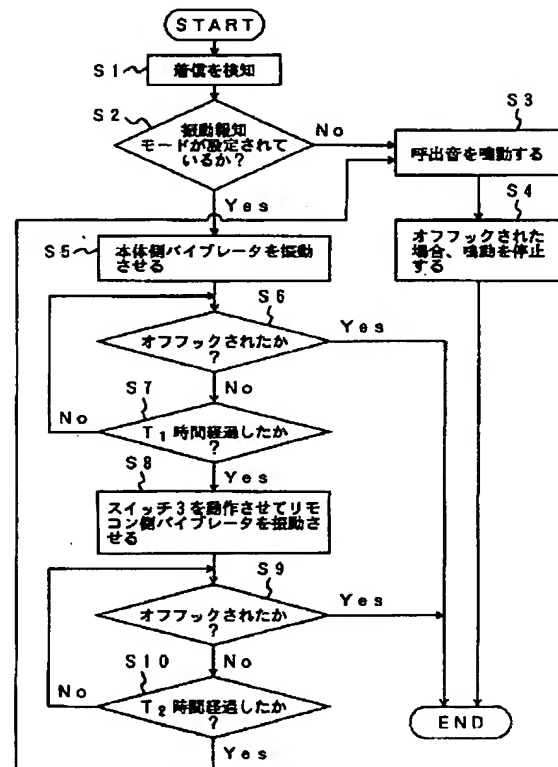 START
S1
着信を検知
S2
振動報知
モードが設定されて
いるか?
No
Yes
S3
呼出音を鳴動する
S4
オフフックされた
場合、鳴動を停止
する
S5
本体側バイブレータを振動
させる
S6
オフフックされたか
?
Yes
No
S7
T1時間経過したか
?
No
Yes
S8
スイッチ3を動作させてリモ
コン側バイブレータを振動さ
せる
S9
オフフックされたか
?
Yes
No
S10
T2時間経過したか
?
No
Yes
END